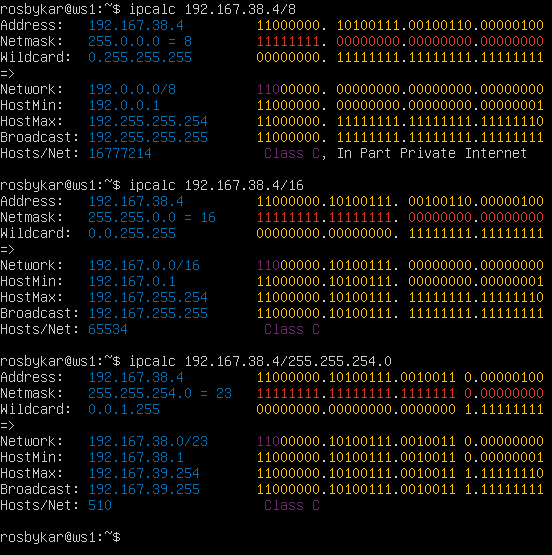 rosbykar@ws1:~$ ipcalc 192.167.38.4/8
Address:   192.167.38.4         11000000. 10100111.00100110.00000100
Netmask:   255.0.0.0 = 8        11111111. 00000000.00000000.00000000
Wildcard:  0.255.255.255        00000000. 11111111.11111111.11111111
=>
Network:   192.0.0.0/8          11000000. 00000000.00000000.00000000
HostMin:   192.0.0.1            11000000. 00000000.00000000.00000001
HostMax:   192.255.255.254      11000000. 11111111.11111111.11111110
Broadcast: 192.255.255.255      11000000. 11111111.11111111.11111111
Hosts/Net: 16777214              Class C, In Part Private Internet
rosbykar@ws1:~$ ipcalc 192.167.38.4/16
Address:   192.167.38.4         11000000.10100111. 00100110.00000100
Netmask:   255.255.0.0 = 16     11111111.11111111. 00000000.00000000
Wildcard:  0.0.255.255          00000000.00000000. 11111111.11111111
=>
Network:   192.167.0.0/16       11000000.10100111. 00000000.00000000
HostMin:   192.167.0.1          11000000.10100111. 00000000.00000001
HostMax:   192.167.255.254      11000000.10100111. 11111111.11111110
Broadcast: 192.167.255.255      11000000.10100111. 11111111.11111111
Hosts/Net: 65534                 Class C
rosbykar@ws1:~$ ipcalc 192.167.38.4/255.255.254.0
Address:   192.167.38.4         11000000.10100111.0010011 0.00000100
Netmask:   255.255.254.0 = 23   11111111.11111111.1111111 0.00000000
Wildcard:  0.0.1.255            00000000.00000000.0000000 1.11111111
=>
Network:   192.167.38.0/23      11000000.10100111.0010011 0.00000000
HostMin:   192.167.38.1         11000000.10100111.0010011 0.00000001
HostMax:   192.167.39.254       11000000.10100111.0010011 1.11111110
Broadcast: 192.167.39.255       11000000.10100111.0010011 1.11111111
Hosts/Net: 510                   Class C
rosbykar@ws1:~$